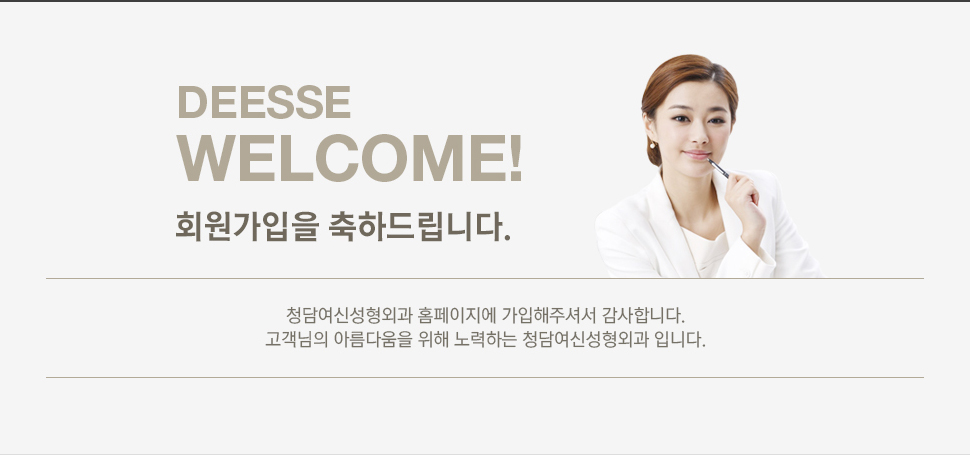 DEESSE
WELCOME!
회원가입을 축하드립니다.
청담여신성형외과 홈페이지에 가입해주셔서 감사합니다.
고객님의 아름다움을 위해 노력하는 청담여신성형외과 입니다.